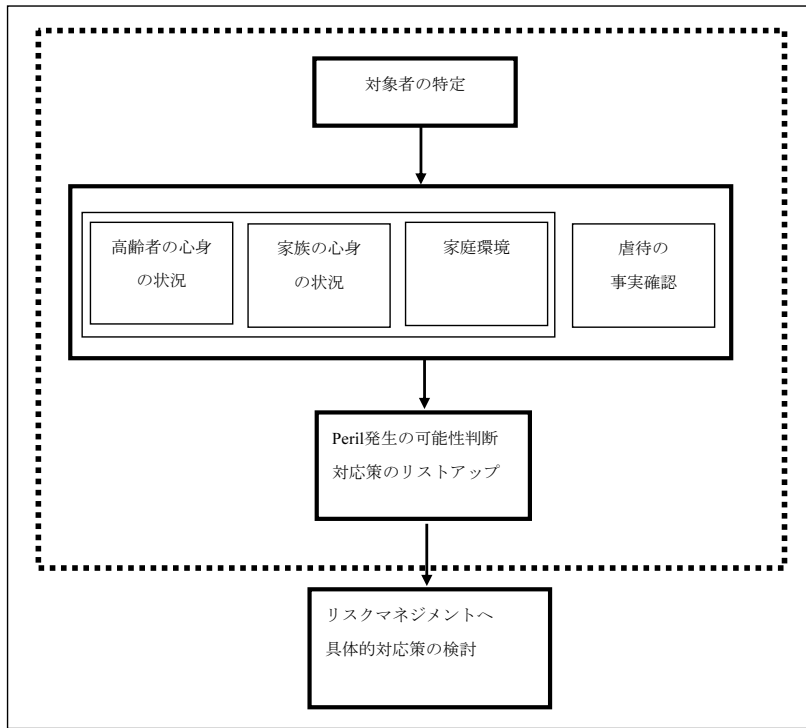 対象者の特定
高齢者の心身
の状況
家族の心身
の状況
家庭環境
虐待の
事実確認
Peril発生の可能性判断
対応策のリストアップ
リスクマネジメントへ
具体的対応策の検討